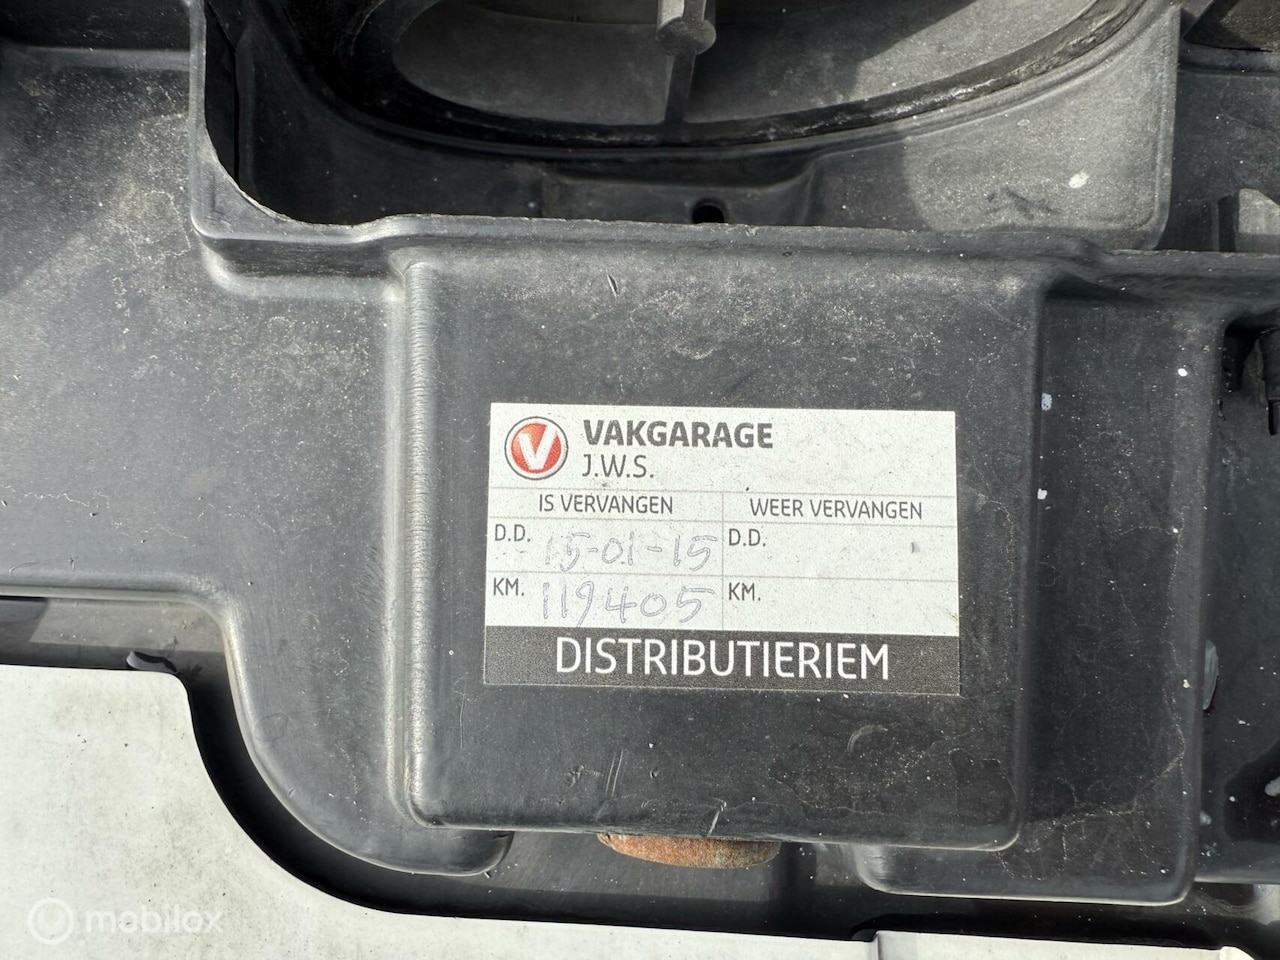 V VAKGARAGE
J.W.S.
IS VERVANGEN WEER VERVANGEN
D.D. 15-01-15 D.D.
KM. 119405 KM.
DISTRIBUTIERIEM
mobilox